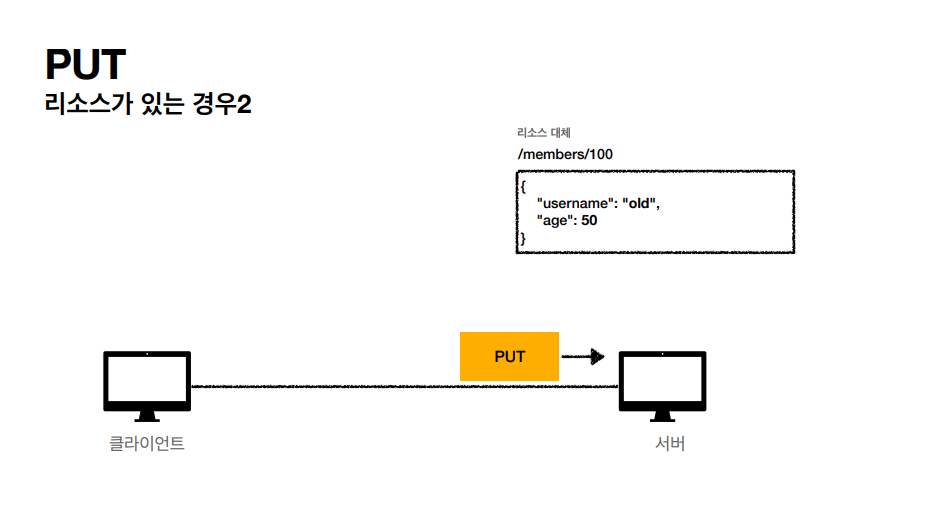 PUT
리소스가 있는 경우2
리소스 대체
/members/100
{
"username": "old",
"age": 50
}
PUT
클라이언트
서버